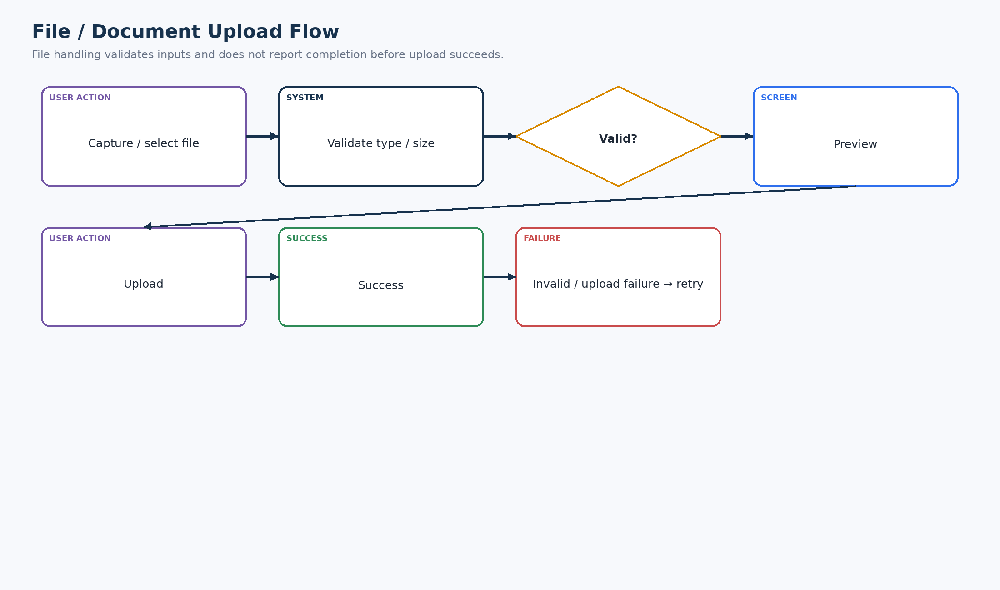 File / Document Upload Flow
File handling validates inputs and does not report completion before upload succeeds.
USER ACTION
Capture / select file
SYSTEM
Validate type / size
Valid?
SCREEN
Preview
USER ACTION
Upload
SUCCESS
Success
FAILURE
Invalid / upload failure → retry